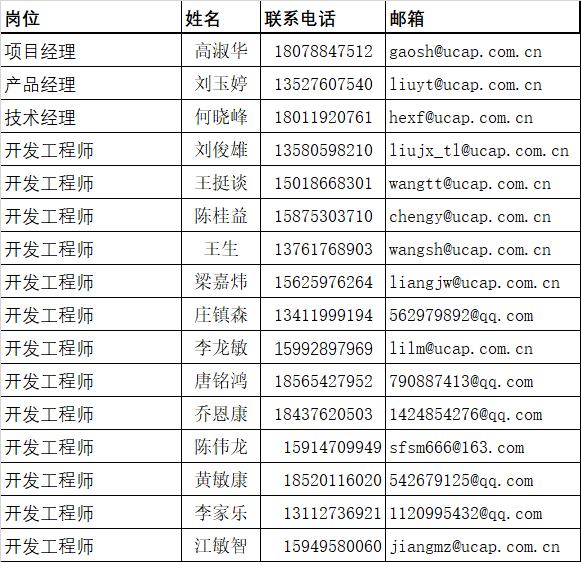 岗位 姓名 联系电话 邮箱
项目经理 高淑华 18078847512 gaosh@ucap.com.cn
产品经理 刘玉婷 13527607540 liuyt@ucap.com.cn
技术经理 何晓峰 18011920761 hexf@ucap.com.cn
开发工程师 刘俊雄 13580598210 liujx_tl@ucap.com.cn
开发工程师 王挺谈 15018668301 wangtt@ucap.com.cn
开发工程师 陈桂益 15875303710 chengy@ucap.com.cn
开发工程师 王生 13761768903 wangsh@ucap.com.cn
开发工程师 梁嘉炜 15625976264 liangjw@ucap.com.cn
开发工程师 庄镇森 13411999194 562979892@qq.com
开发工程师 李龙敏 15992897969 lilm@ucap.com.cn
开发工程师 唐铭鸿 18565427952 790887413@qq.com
开发工程师 乔恩康 18437620503 1424854276@qq.com
开发工程师 陈伟龙 15914709949 sfsm666@163.com
开发工程师 黄敏康 18520116020 542679125@qq.com
开发工程师 李家乐 13112736921 1120995432@qq.com
开发工程师 江敏智 15949580060 jiangmz@ucap.com.cn